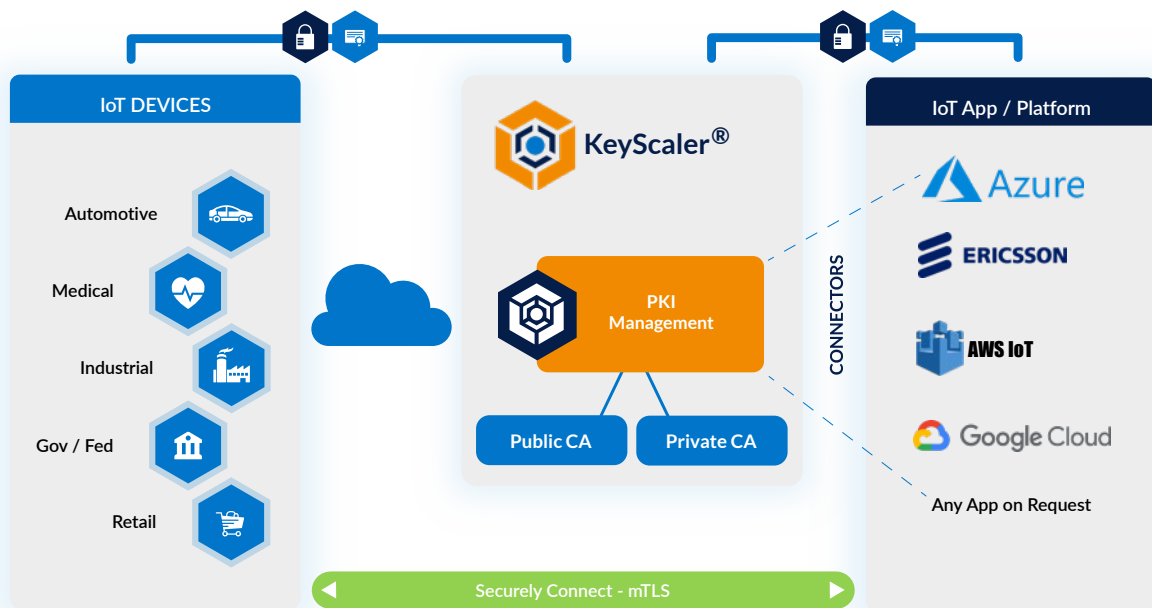 IoT DEVICES
Automotive
Medical
Industrial
Gov / Fed
Retail
KeyScaler®
PKI
Management
Public CA
Private CA
CONNECTORS
IoT App / Platform
Azure
ERICSSON
AWS IoT
Google Cloud
Any App on Request
Securely Connect - mTLS